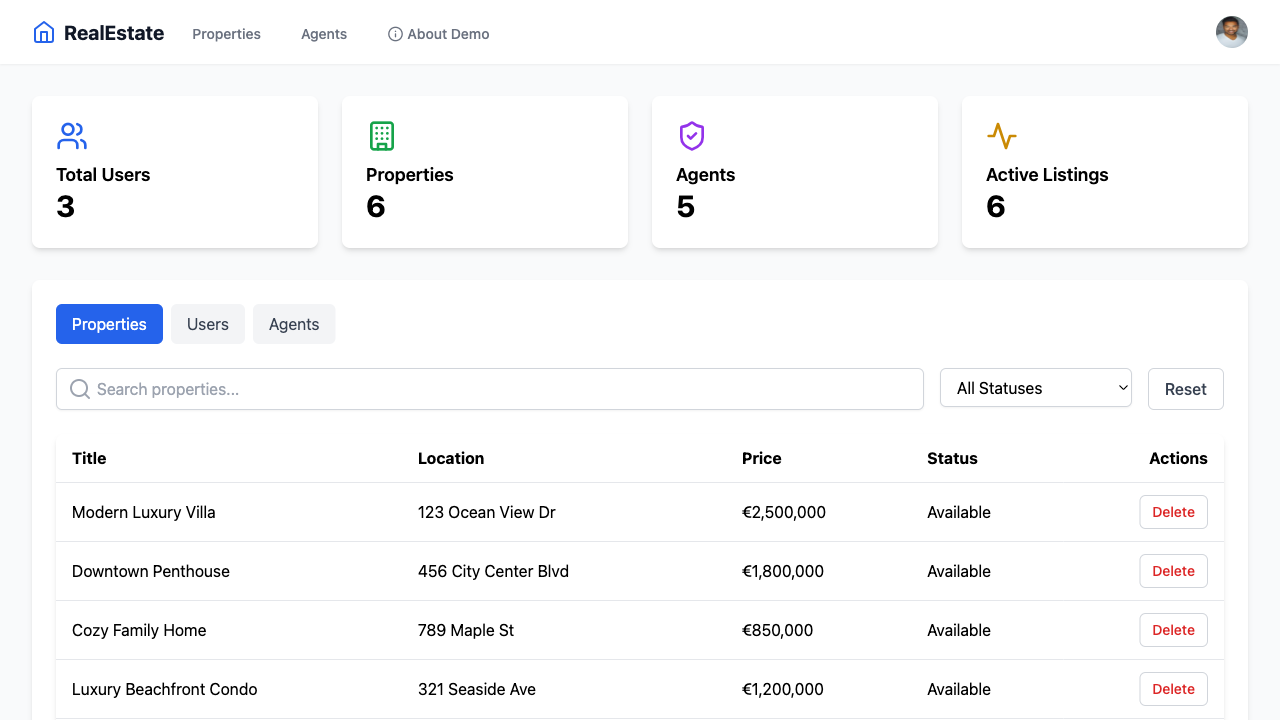 RealEstate Properties Agents About Demo
Total Users
3
Properties
6
Agents
5
Active Listings
6
Properties Users Agents
Search properties... All Statuses Reset
Title Location Price Status Actions
Modern Luxury Villa 123 Ocean View Dr €2,500,000 Available Delete
Downtown Penthouse 456 City Center Blvd €1,800,000 Available Delete
Cozy Family Home 789 Maple St €850,000 Available Delete
Luxury Beachfront Condo 321 Seaside Ave €1,200,000 Available Delete